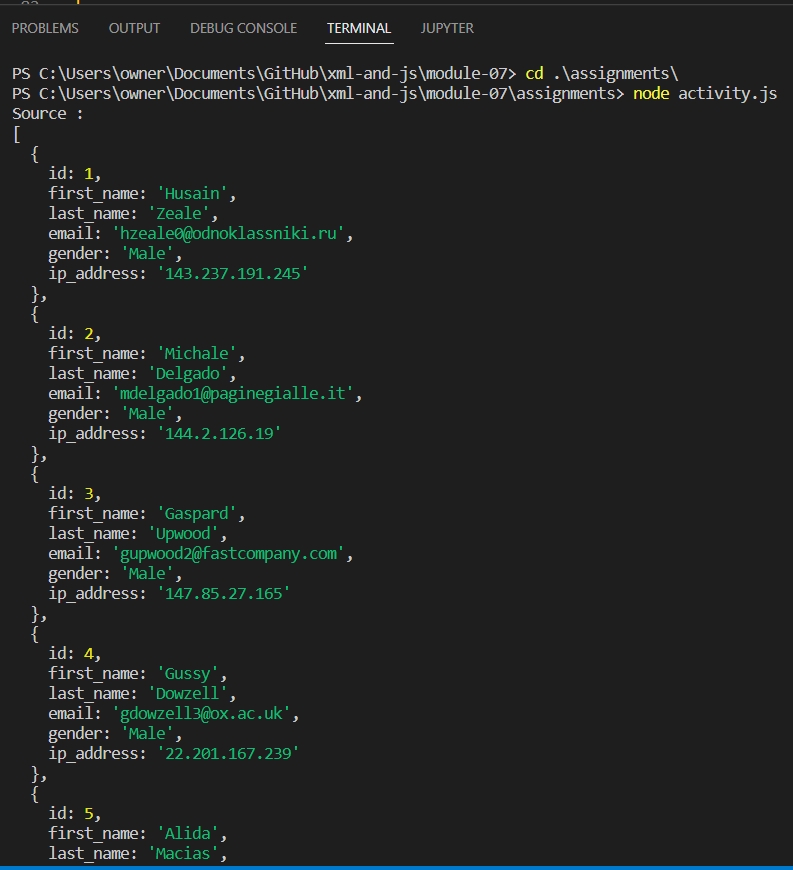 PROBLEMS OUTPUT DEBUG CONSOLE TERMINAL JUPYTER
PS C:\Users\owner\Documents\GitHub\xml-and-js\module-07> cd .\assignments\
PS C:\Users\owner\Documents\GitHub\xml-and-js\module-07\assignments> node activity.js
Source :
[
  {
    id: 1,
    first_name: 'Husain',
    last_name: 'Zeale',
    email: 'hzeale0@odnoklassniki.ru',
    gender: 'Male',
    ip_address: '143.237.191.245'
  },
  {
    id: 2,
    first_name: 'Michale',
    last_name: 'Delgado',
    email: 'mdelgado1@paginegialle.it',
    gender: 'Male',
    ip_address: '144.2.126.19'
  },
  {
    id: 3,
    first_name: 'Gaspard',
    last_name: 'Upwood',
    email: 'gupwood2@fastcompany.com',
    gender: 'Male',
    ip_address: '147.85.27.165'
  },
  {
    id: 4,
    first_name: 'Gussy',
    last_name: 'Dowzell',
    email: 'gdowzell3@ox.ac.uk',
    gender: 'Male',
    ip_address: '22.201.167.239'
  },
  {
    id: 5,
    first_name: 'Alida',
    last_name: 'Macias',